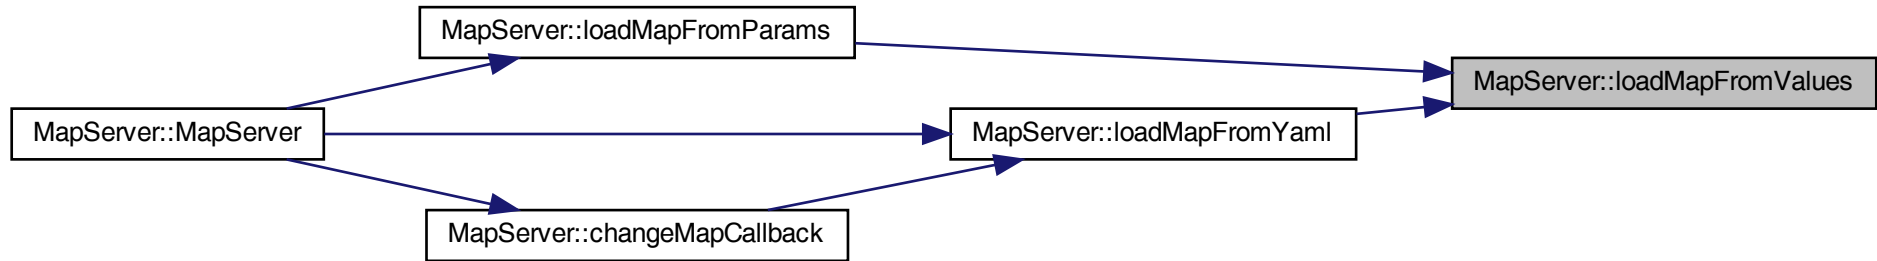 MapServer::loadMapFromParams
MapServer::loadMapFromValues
MapServer::MapServer
MapServer::loadMapFromYaml
MapServer::changeMapCallback